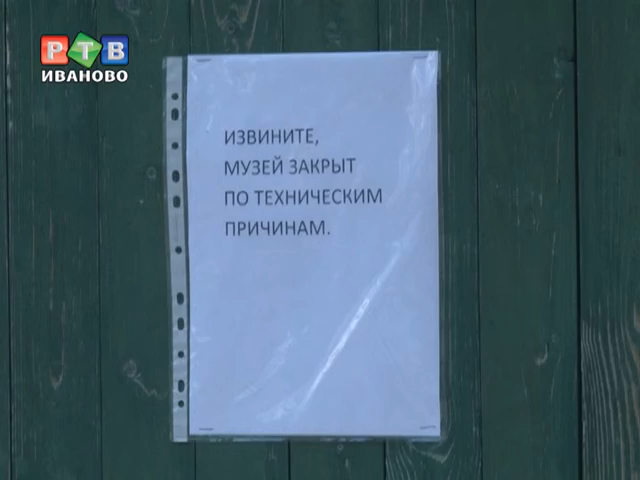 РТВ
ИВАНОВО
ИЗВИНИТЕ,
МУЗЕЙ ЗАКРЫТ
ПО ТЕХНИЧЕСКИМ
ПРИЧИНАМ.